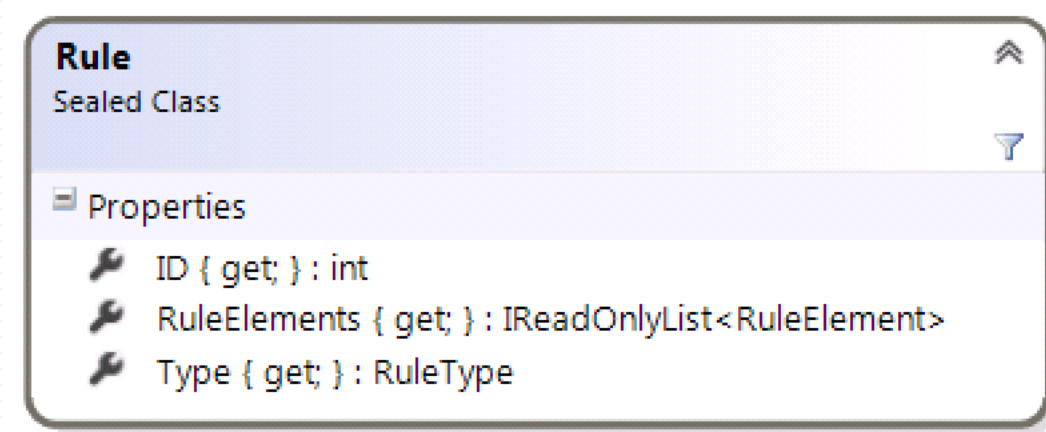 Rule
Sealed Class
Properties
ID { get; } : int
RuleElements { get; } : IReadOnlyList<RuleElement>
Type { get; } : RuleType